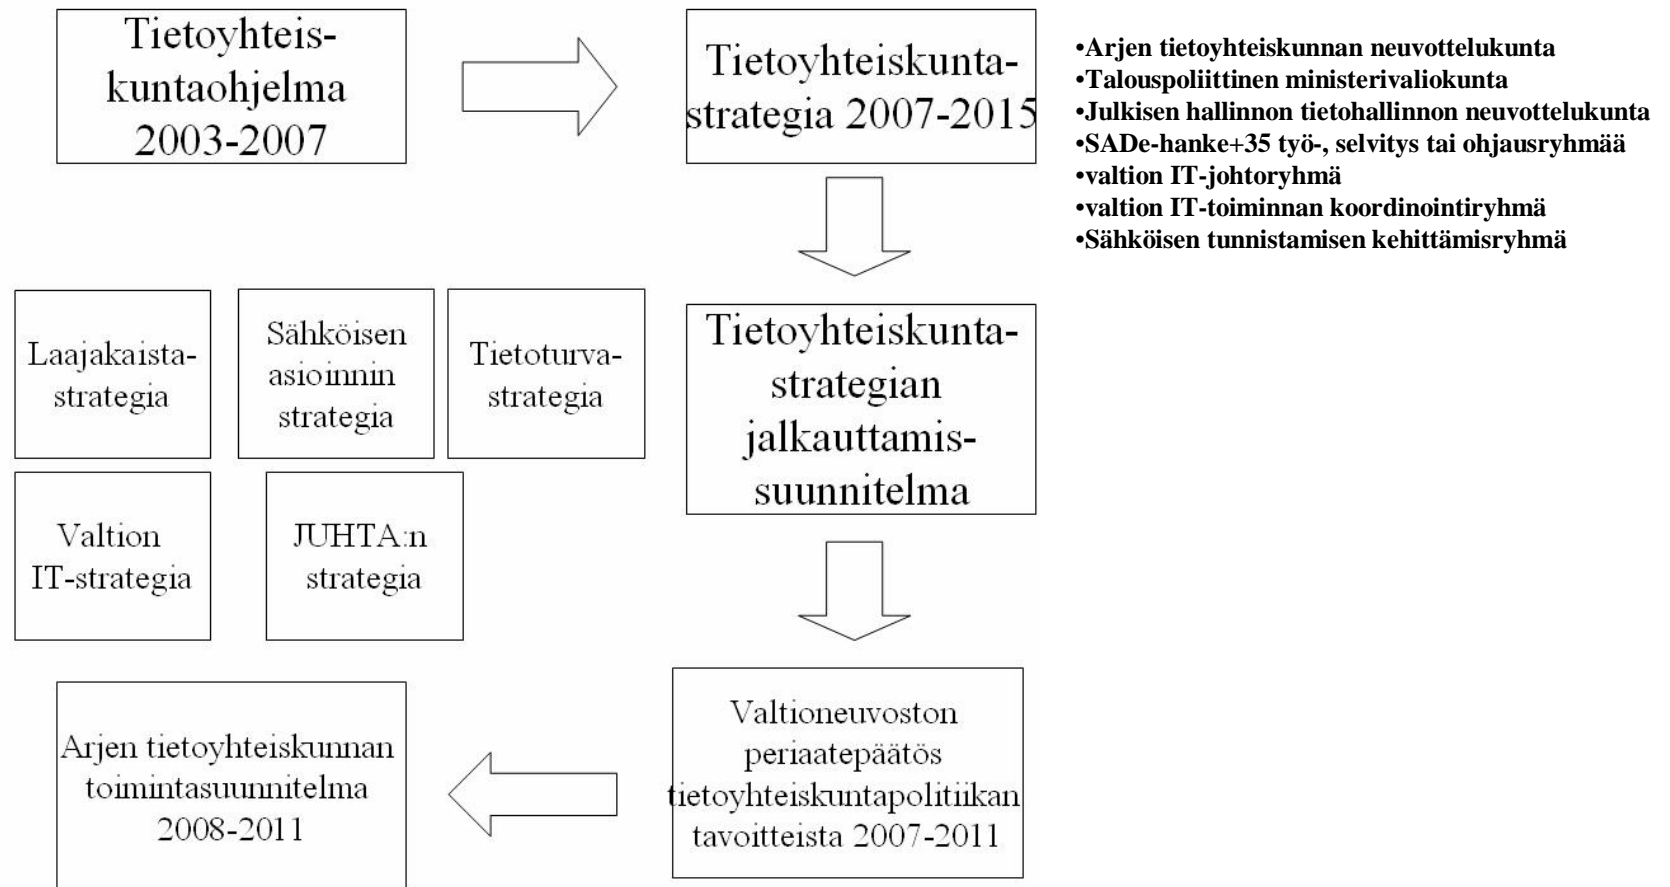 Tietoyhteis-
kuntaohjelma
2003-2007
Tietoyhteiskunta-
strategia 2007-2015
•Arjen tietoyhteiskunnan neuvottelukunta
•Talouspoliittinen ministerivaliokunta
•Julkisen hallinnon tietohallinnon neuvottelukunta
•SADe-hanke+35 työ-, selvitys tai ohjausryhmää
•valtion IT-johtoryhmä
•valtion IT-toiminnan koordinointiryhmä
•Sähköisen tunnistamisen kehittämisryhmä
Laajakaista-
strategia
Sähköisen
asioinnin
strategia
Tietoturva-
strategia
Tietoyhteiskunta-
strategian
jalkauttamis-
suunnitelma
Valtion
IT-strategia
JUHTA:n
strategia
Arjen tietoyhteiskunnan
toimintasuunnitelma
2008-2011
Valtioneuvoston
periaatepäätös
tietoyhteiskuntapolitiikan
tavoitteista 2007-2011